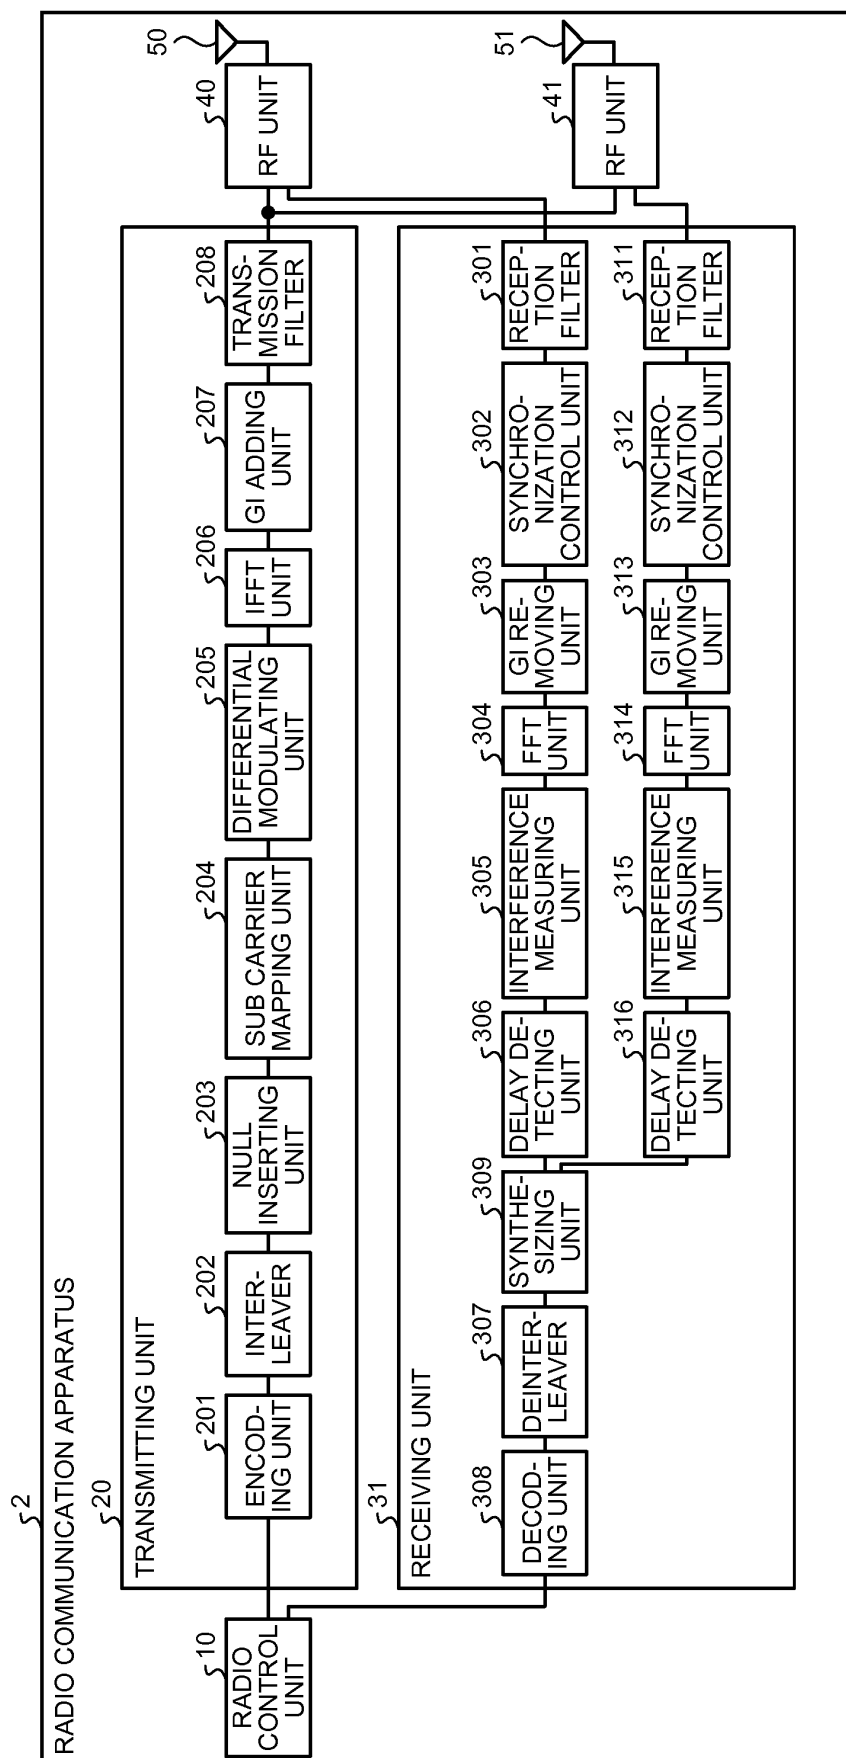 2
RADIO COMMUNICATION APPARATUS
20
TRANSMITTING UNIT
10
RADIO
CONTROL
UNIT
201
ENCOD-
ING UNIT
202
INTER-
LEAVER
203
NULL
INSERTING
UNIT
204
SUB CARRIER
MAPPING UNIT
205
DIFFERENTIAL
MODULATING
UNIT
206
IFFT
UNIT
207
GI ADDING
UNIT
208
TRANS-
MISSION
FILTER
40
RF UNIT
50
31
RECEIVING UNIT
308
DECOD-
ING UNIT
307
DEINTER-
LEAVER
309
SYNTHE-
SIZING
UNIT
306
DELAY DE-
TECTING
UNIT
305
INTERFERENCE
MEASURING
UNIT
304
FFT
UNIT
303
GI RE-
MOVING
UNIT
302
SYNCHRO-
NIZATION
CONTROL UNIT
301
RECEP-
TION
FILTER
41
RF UNIT
51
316
DELAY DE-
TECTING
UNIT
315
INTERFERENCE
MEASURING
UNIT
314
FFT
UNIT
313
GI RE-
MOVING
UNIT
312
SYNCHRO-
NIZATION
CONTROL UNIT
311
RECEP-
TION
FILTER